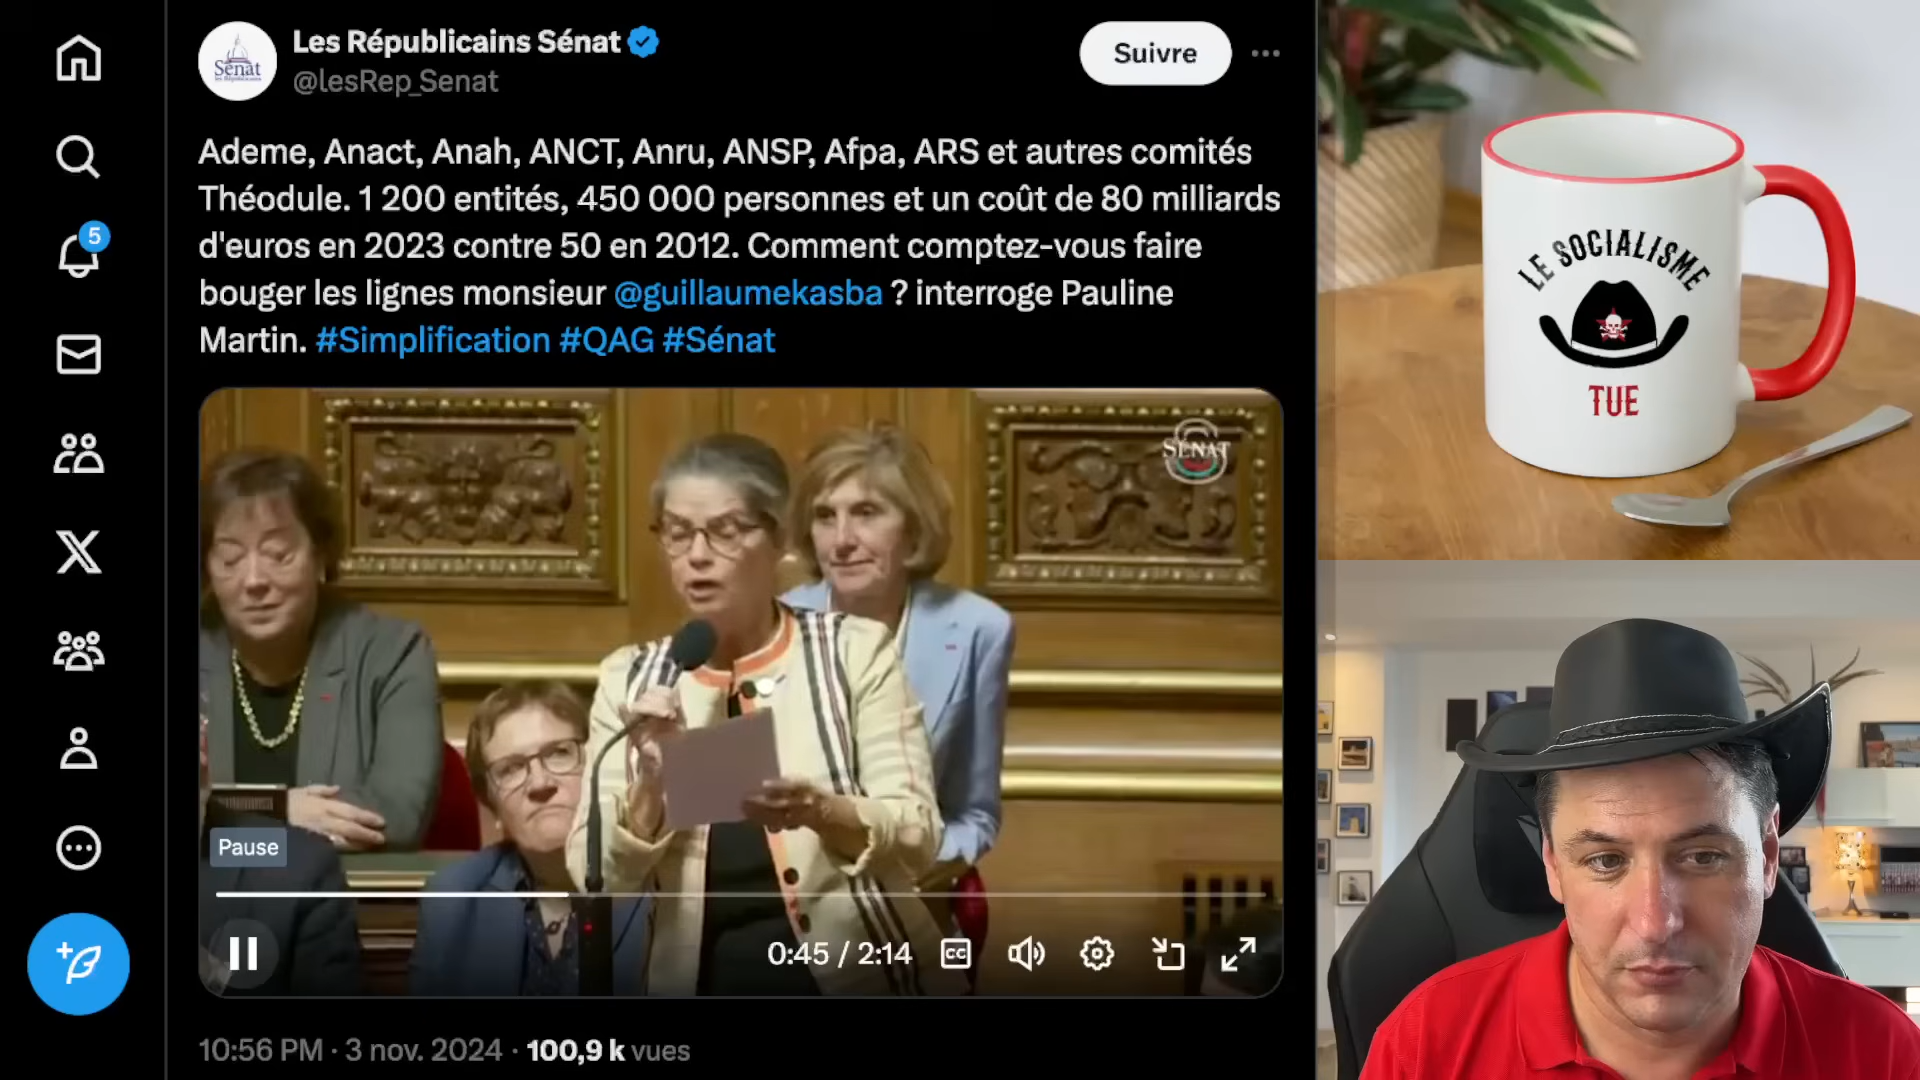 Les Républicains Sénat
@lesRep_Senat
Suivre
5
Sénat
Ademe, Anact, Anah, ANCT, Anru, ANSP, Afpa, ARS et autres comités
Théodule. 1 200 entités, 450 000 personnes et un coût de 80 milliards
d'euros en 2023 contre 50 en 2012. Comment comptez-vous faire
bouger les lignes monsieur @guillaumekasba ? interroge Pauline
Martin. #Simplification #QAG #Sénat
SÉNAT
Pause
0:45 / 2:14
CC
10:56 PM · 3 nov. 2024 · 100,9 k vues
LE SOCIALISME
TUE